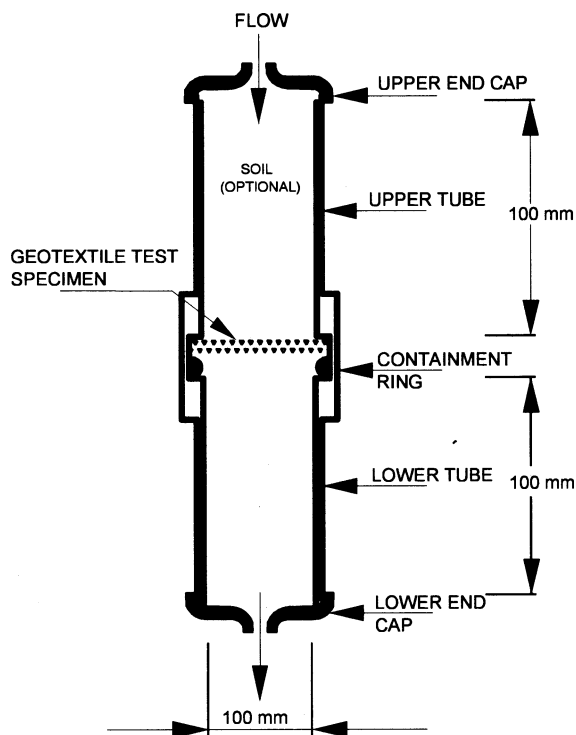 FLOW
UPPER END CAP
SOIL
(OPTIONAL)
UPPER TUBE
100 mm
GEOTEXTILE TEST
SPECIMEN
CONTAINMENT
RING
LOWER TUBE
100 mm
LOWER END
CAP
100 mm